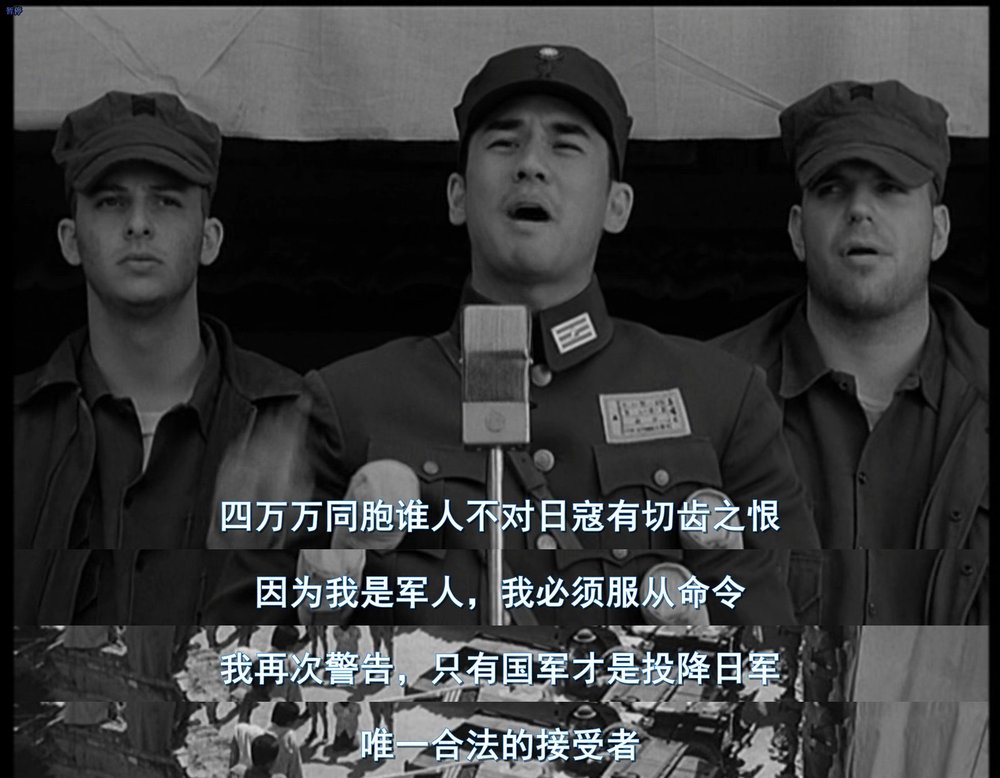 暂停
四万万同胞谁人不对日寇有切齿之恨
因为我是军人，我必须服从命令
我再次警告，只有国军才是投降日军
唯一合法的接受者